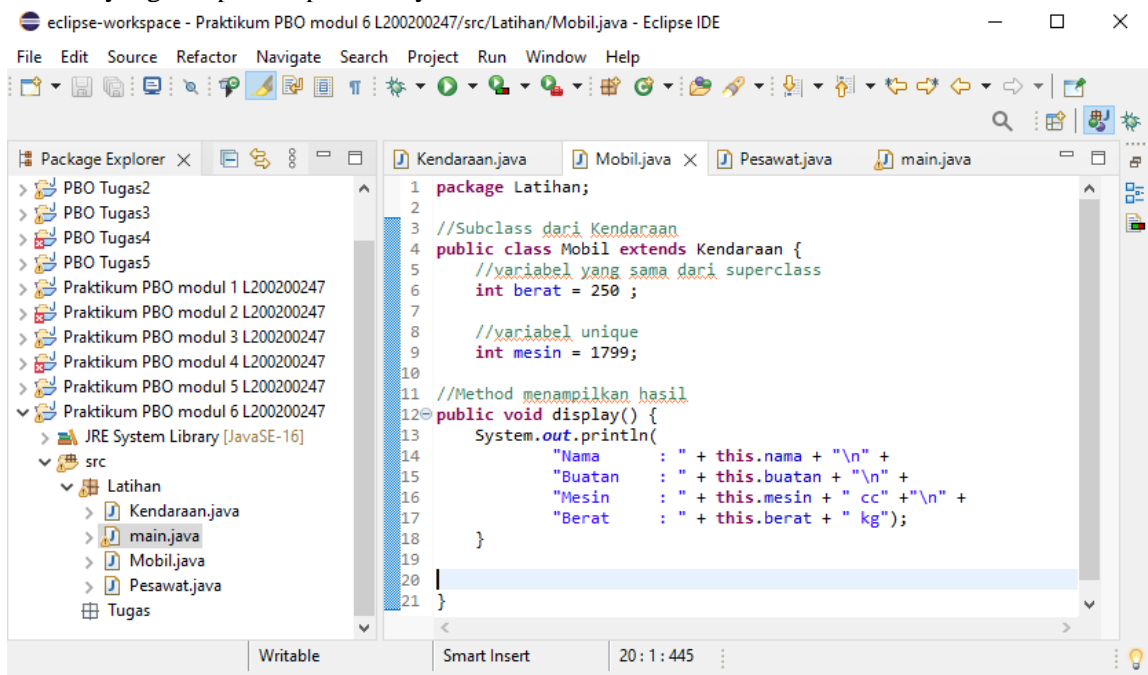 eclipse-workspace - Praktikum PBO modul 6 L200200247/src/Latihan/Mobil.java - Eclipse IDE
File Edit Source Refactor Navigate Search Project Run Window Help
Package Explorer
PBO Tugas2
PBO Tugas3
PBO Tugas4
PBO Tugas5
Praktikum PBO modul 1 L200200247
Praktikum PBO modul 2 L200200247
Praktikum PBO modul 3 L200200247
Praktikum PBO modul 4 L200200247
Praktikum PBO modul 5 L200200247
Praktikum PBO modul 6 L200200247
JRE System Library [JavaSE-16]
src
Latihan
Kendaraan.java
main.java
Mobil.java
Pesawat.java
Tugas
Kendaraan.java Mobil.java Pesawat.java main.java
1 package Latihan;
2
3 //Subclass dari Kendaraan
4 public class Mobil extends Kendaraan {
5     //variabel yang sama dari superclass
6     int berat = 250 ;
7
8     //variabel unique
9     int mesin = 1799;
10
11 //Method menampilkan hasil
12 public void display() {
13     System.out.println(
14             "Nama      : " + this.nama + "\n" +
15             "Buatan    : " + this.buatan + "\n" +
16             "Mesin     : " + this.mesin + " cc" +"\n" +
17             "Berat     : " + this.berat + " kg");
18     }
19
20
21 }
Writable Smart Insert 20 : 1 : 445